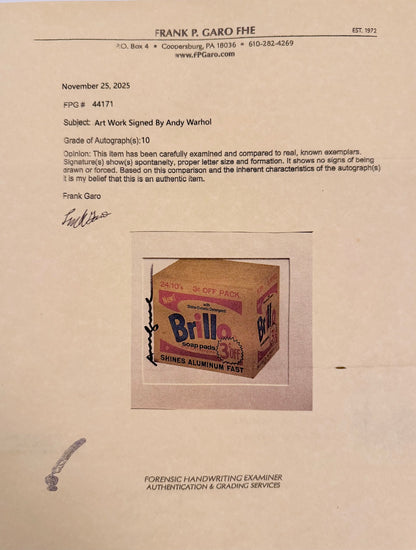 FRANK P. GARO FHE
EST. 1972
P.O. Box 4 • Coopersburg, PA 18036 • 610-282-4269
www.FPGaro.com
November 25, 2025
FPG # 44171
Subject: Art Work Signed By Andy Warhol
Grade of Autograph(s):10
Opinion: This item has been carefully examined and compared to real, known exemplars.
Signature(s) show(s) spontaneity, proper letter size and formation. It shows no signs of being
drawn or forced. Based on this comparison and the inherent characteristics of the autograph(s)
it is my belief that this is an authentic item.
Frank Garo
24/10's 3¢ OFF PACK
New!
with
Brillo
soap pads
3¢ OFF
SHINES ALUMINUM FAST
Brillo
FORENSIC HANDWRITING EXAMINER
AUTHENTICATION & GRADING SERVICES